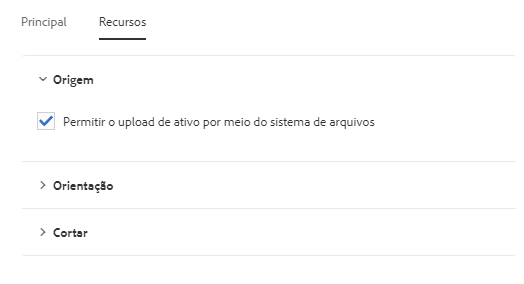 Principal Recursos
Origem
Permitir o upload de ativo por meio do sistema de arquivos
Orientação
Cortar